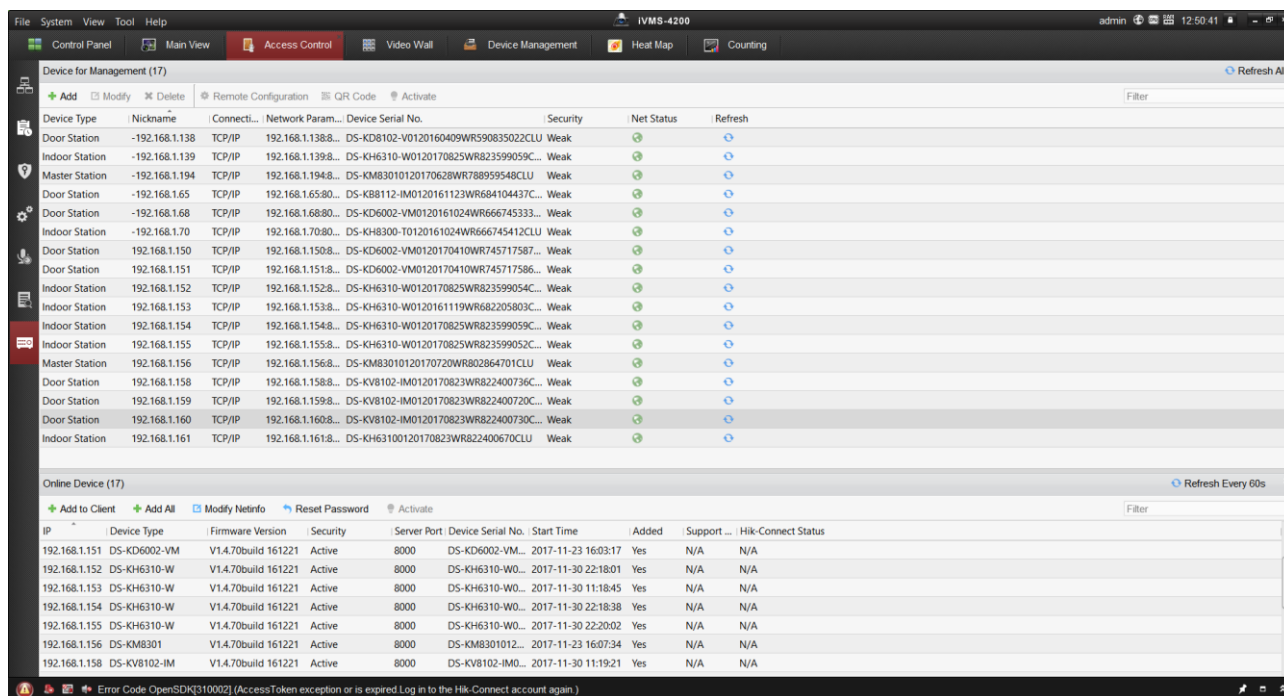 File System View Tool Help iVMS-4200 admin 12:50:41
Control Panel Main View Access Control Video Wall Device Management Heat Map Counting
Device for Management (17) Refresh All
Add Modify Delete Remote Configuration QR Code Activate Filter
Device Type Nickname Connecti... Network Param... Device Serial No. Security Net Status Refresh
Door Station -192.168.1.138 TCP/IP 192.168.1.138:8... DS-KD8102-V0120160409WR590835022CLU Weak
Indoor Station -192.168.1.139 TCP/IP 192.168.1.139:8... DS-KH6310-W0120170825WR823599059C... Weak
Master Station -192.168.1.194 TCP/IP 192.168.1.194:8... DS-KM83010120170628WR788959548CLU Weak
Door Station -192.168.1.65 TCP/IP 192.168.1.65:80... DS-KB8112-IM0120161123WR684104437C... Weak
Door Station -192.168.1.68 TCP/IP 192.168.1.68:80... DS-KD6002-VM0120161024WR666745333... Weak
Indoor Station -192.168.1.70 TCP/IP 192.168.1.70:80... DS-KH8300-T0120161024WR666745412CLU Weak
Door Station 192.168.1.150 TCP/IP 192.168.1.150:8... DS-KD6002-VM0120170410WR745717587... Weak
Door Station 192.168.1.151 TCP/IP 192.168.1.151:8... DS-KD6002-VM0120170410WR745717586... Weak
Indoor Station 192.168.1.152 TCP/IP 192.168.1.152:8... DS-KH6310-W0120170825WR823599054C... Weak
Indoor Station 192.168.1.153 TCP/IP 192.168.1.153:8... DS-KH6310-W0120161119WR682205803C... Weak
Indoor Station 192.168.1.154 TCP/IP 192.168.1.154:8... DS-KH6310-W0120170825WR823599059C... Weak
Indoor Station 192.168.1.155 TCP/IP 192.168.1.155:8... DS-KH6310-W0120170825WR823599052C... Weak
Master Station 192.168.1.156 TCP/IP 192.168.1.156:8... DS-KM83010120170720WR802864701CLU Weak
Door Station 192.168.1.158 TCP/IP 192.168.1.158:8... DS-KV8102-IM0120170823WR822400736C... Weak
Door Station 192.168.1.159 TCP/IP 192.168.1.159:8... DS-KV8102-IM0120170823WR822400720C... Weak
Door Station 192.168.1.160 TCP/IP 192.168.1.160:8... DS-KV8102-IM0120170823WR822400730C... Weak
Indoor Station 192.168.1.161 TCP/IP 192.168.1.161:8... DS-KH63100120170823WR822400670CLU Weak
Online Device (17) Refresh Every 60s
Add to Client Add All Modify Netinfo Reset Password Activate Filter
IP Device Type Firmware Version Security Server Port Device Serial No. Start Time Added Support ... Hik-Connect Status
192.168.1.151 DS-KD6002-VM V1.4.70build 161221 Active 8000 DS-KD6002-VM... 2017-11-23 16:03:17 Yes N/A N/A
192.168.1.152 DS-KH6310-W V1.4.70build 161221 Active 8000 DS-KH6310-W0... 2017-11-30 22:18:01 Yes N/A N/A
192.168.1.153 DS-KH6310-W V1.4.70build 161221 Active 8000 DS-KH6310-W0... 2017-11-30 11:18:45 Yes N/A N/A
192.168.1.154 DS-KH6310-W V1.4.70build 161221 Active 8000 DS-KH6310-W0... 2017-11-30 22:18:38 Yes N/A N/A
192.168.1.155 DS-KH6310-W V1.4.70build 161221 Active 8000 DS-KH6310-W0... 2017-11-30 22:20:02 Yes N/A N/A
192.168.1.156 DS-KM8301 V1.4.70build 161221 Active 8000 DS-KM8301012... 2017-11-23 16:07:34 Yes N/A N/A
192.168.1.158 DS-KV8102-IM V1.4.70build 161221 Active 8000 DS-KV8102-IM0... 2017-11-30 11:19:21 Yes N/A N/A
Error Code OpenSDK[310002].(AccessToken exception or is expired.Log in to the Hik-Connect account again.)